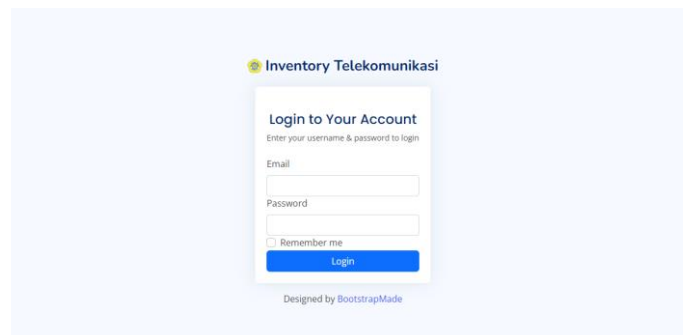 Inventory Telekomunikasi
Login to Your Account
Enter your username & password to login
Email
Password
Remember me
Login
Designed by BootstrapMade